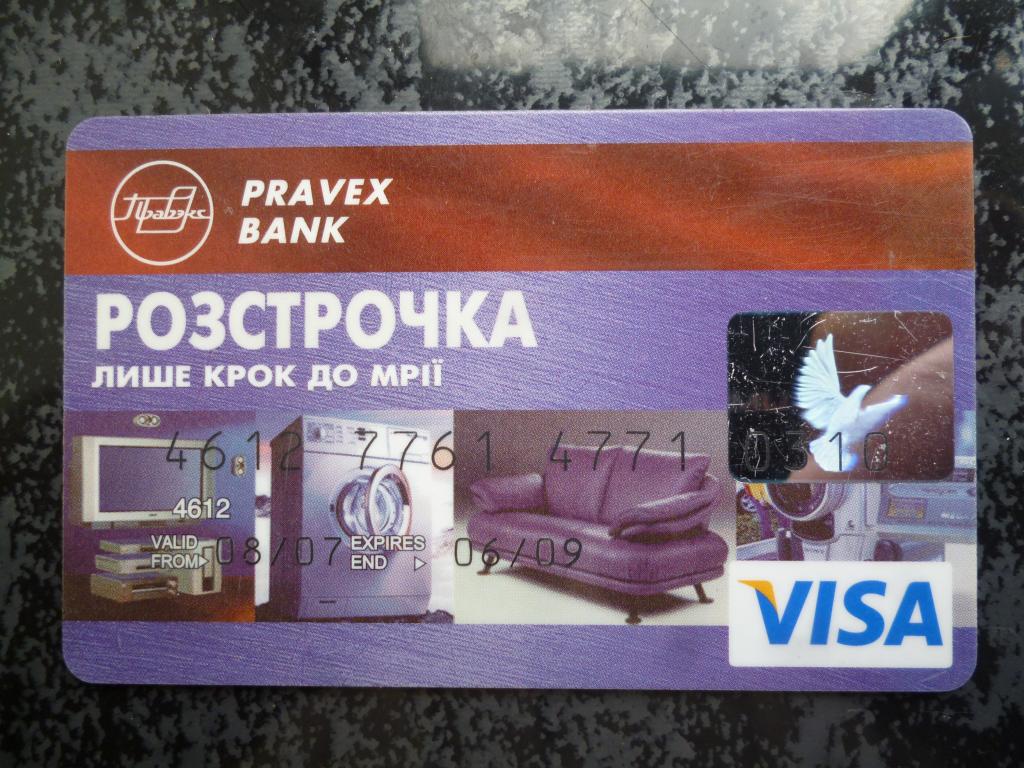 Правэкс
PRAVEX
BANK
РОЗСТРОЧКА
ЛИШЕ КРОК ДО МРІЇ
4612 7761 4771 0310
4612
VALID FROM 08/07 EXPIRES END 06/09
VISA